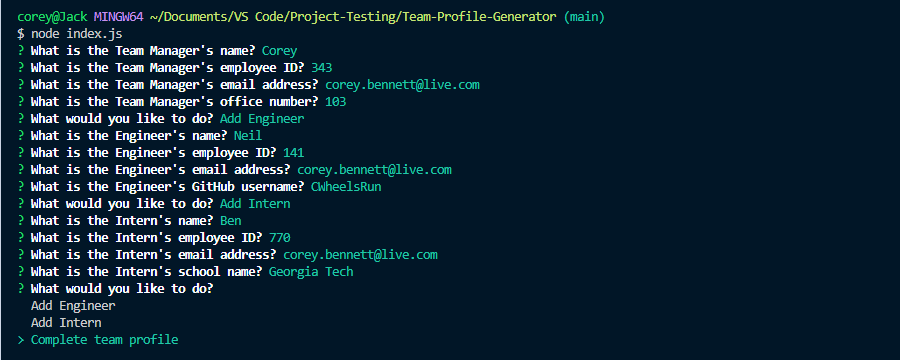 corey@Jack MINGW64 ~/Documents/VS Code/Project-Testing/Team-Profile-Generator (main)
$ node index.js
? What is the Team Manager's name? Corey
? What is the Team Manager's employee ID? 343
? What is the Team Manager's email address? corey.bennett@live.com
? What is the Team Manager's office number? 103
? What would you like to do? Add Engineer
? What is the Engineer's name? Neil
? What is the Engineer's employee ID? 141
? What is the Engineer's email address? corey.bennett@live.com
? What is the Engineer's GitHub username? CWheelsRun
? What would you like to do? Add Intern
? What is the Intern's name? Ben
? What is the Intern's employee ID? 770
? What is the Intern's email address? corey.bennett@live.com
? What is the Intern's school name? Georgia Tech
? What would you like to do?
  Add Engineer
  Add Intern
> Complete team profile